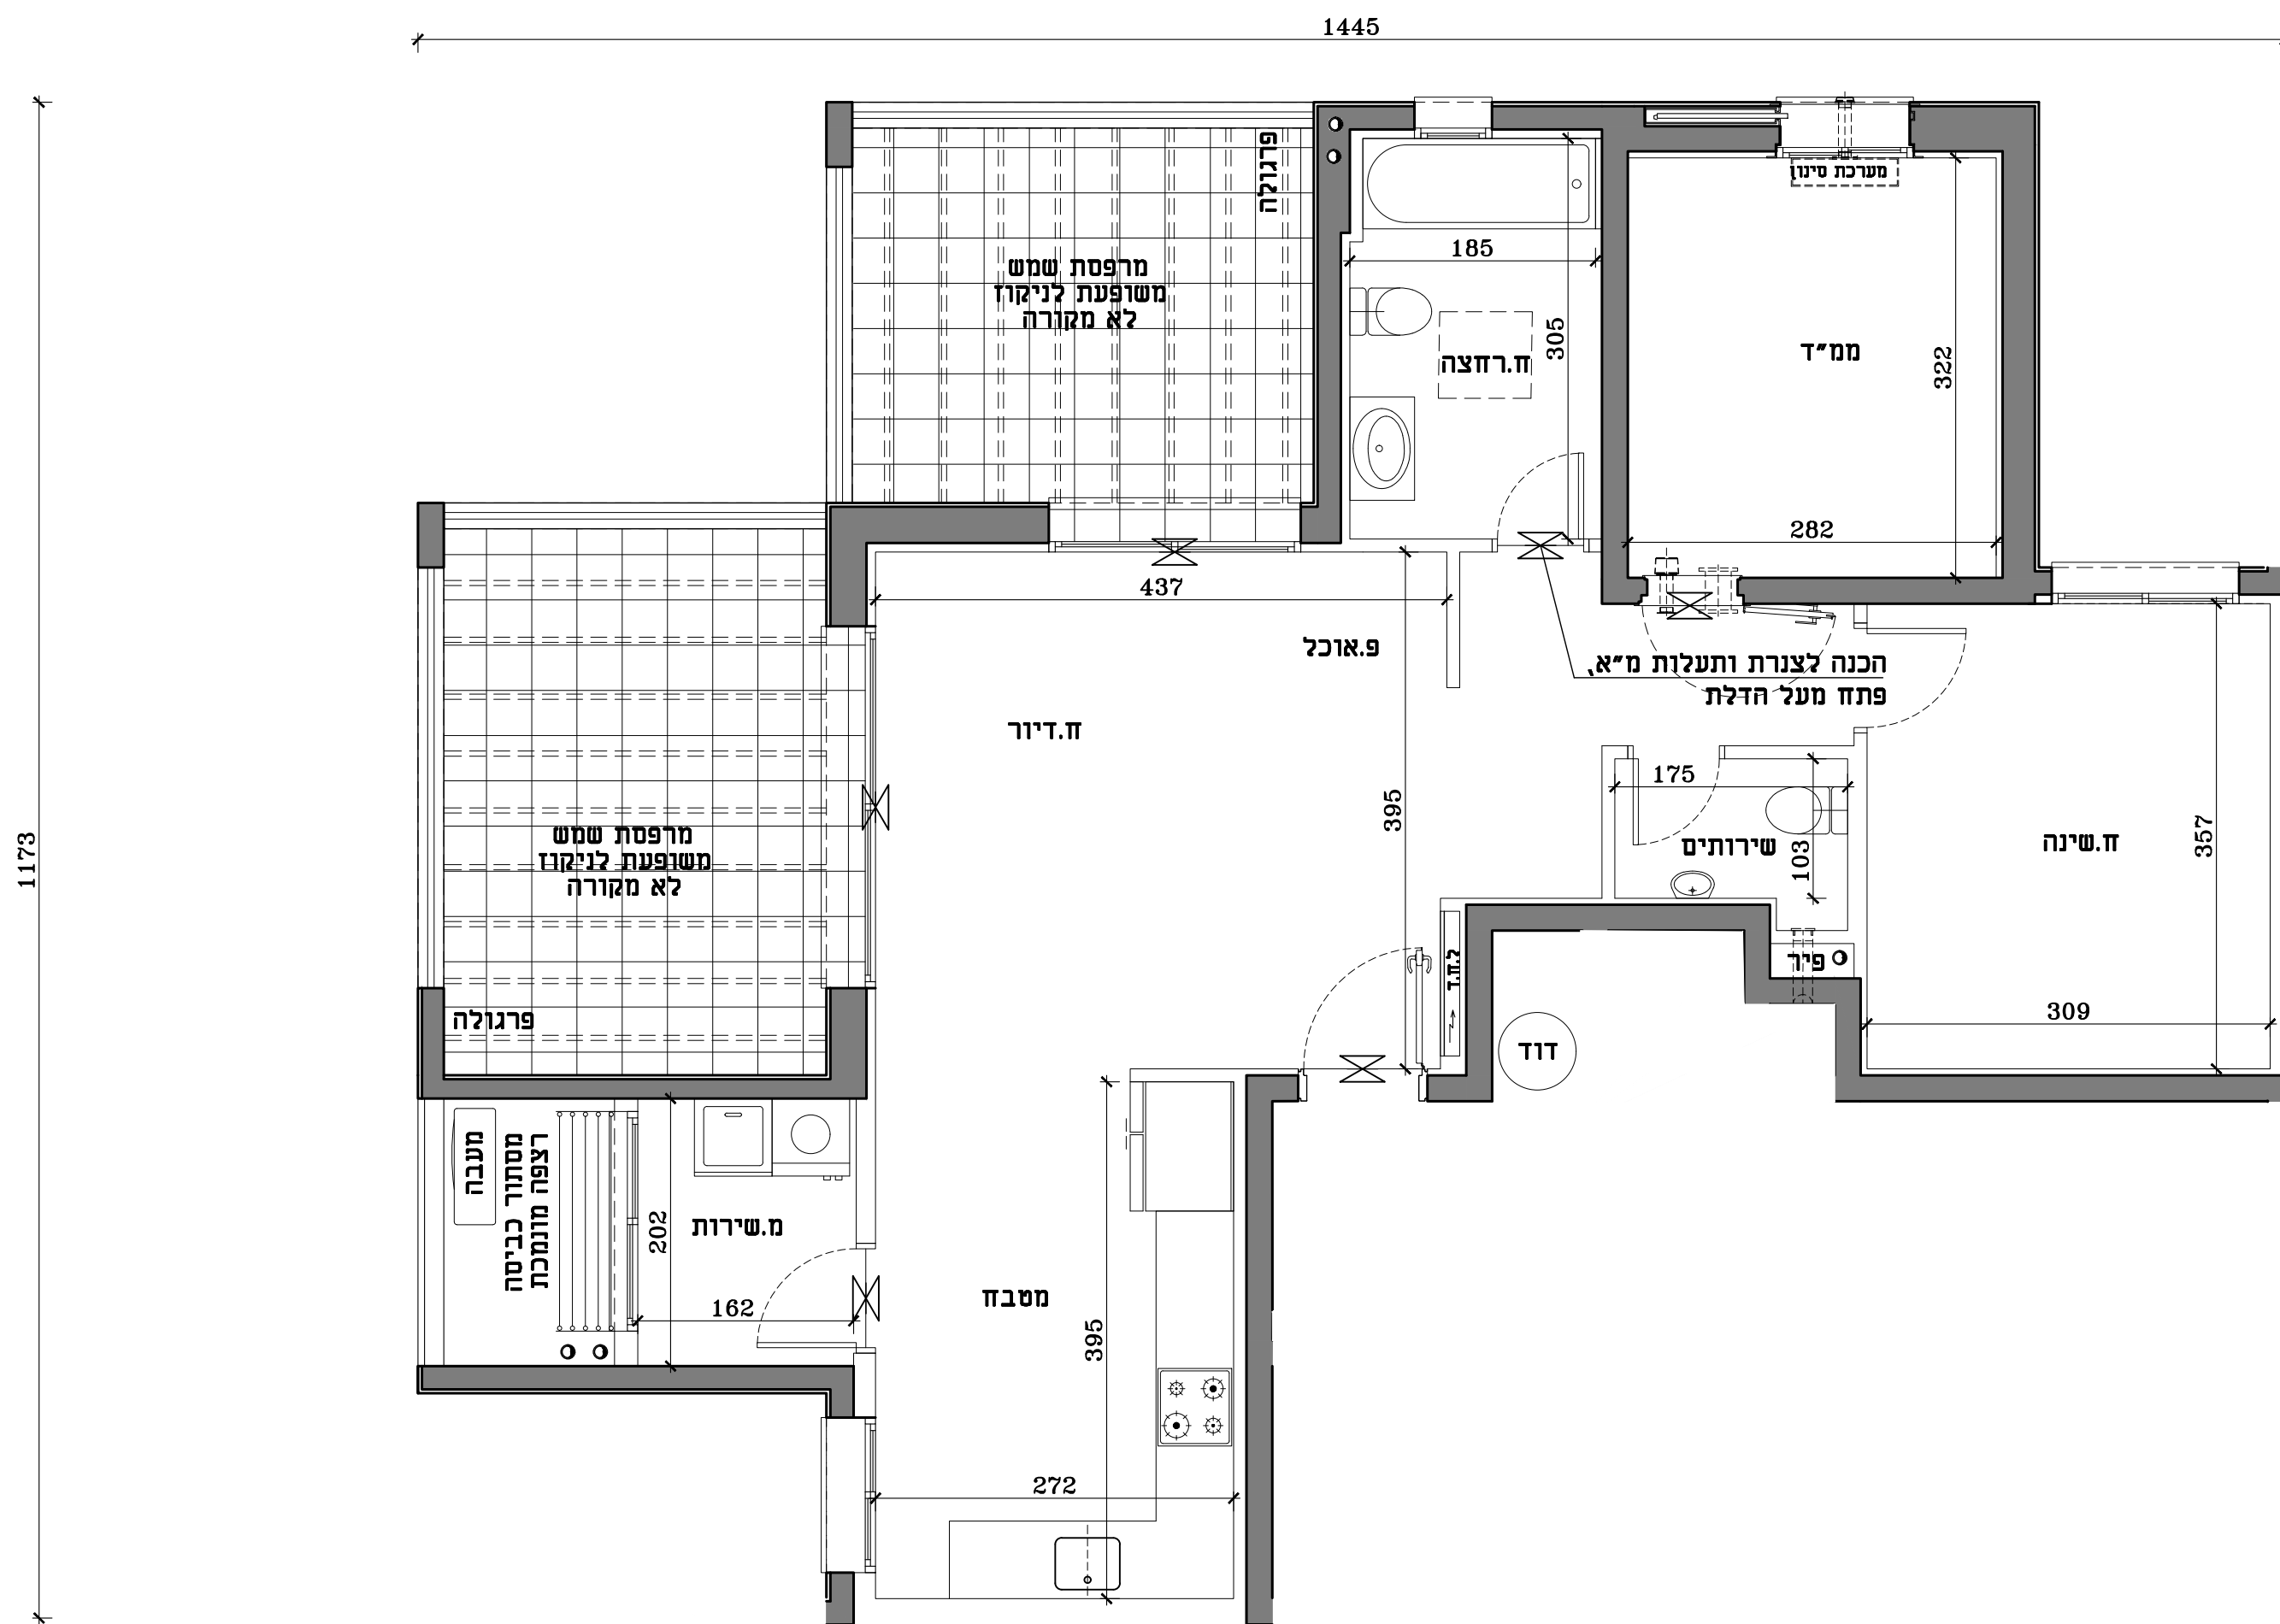 1445
1173
פרגולה
מרפסת שמש
משופעת לניקוז
לא מקורה
185
305
ח.רחצה
מערכת סינון
ממ"ד
322
282
437
פ.אוכל
הכנה לצנרת ותעלות מ"א,
פתח מעל הדלת
ח.דיור
395
175
103
שירותים
ח.שינה
357
309
מרפסת שמש
משופעת לניקוז
לא מקורה
פרגולה
ל.ח.ד
פיר
דוד
מעבה
מסתור כביסה
רצפה מונמכת
202
מ.שירות
162
מטבח
395
272